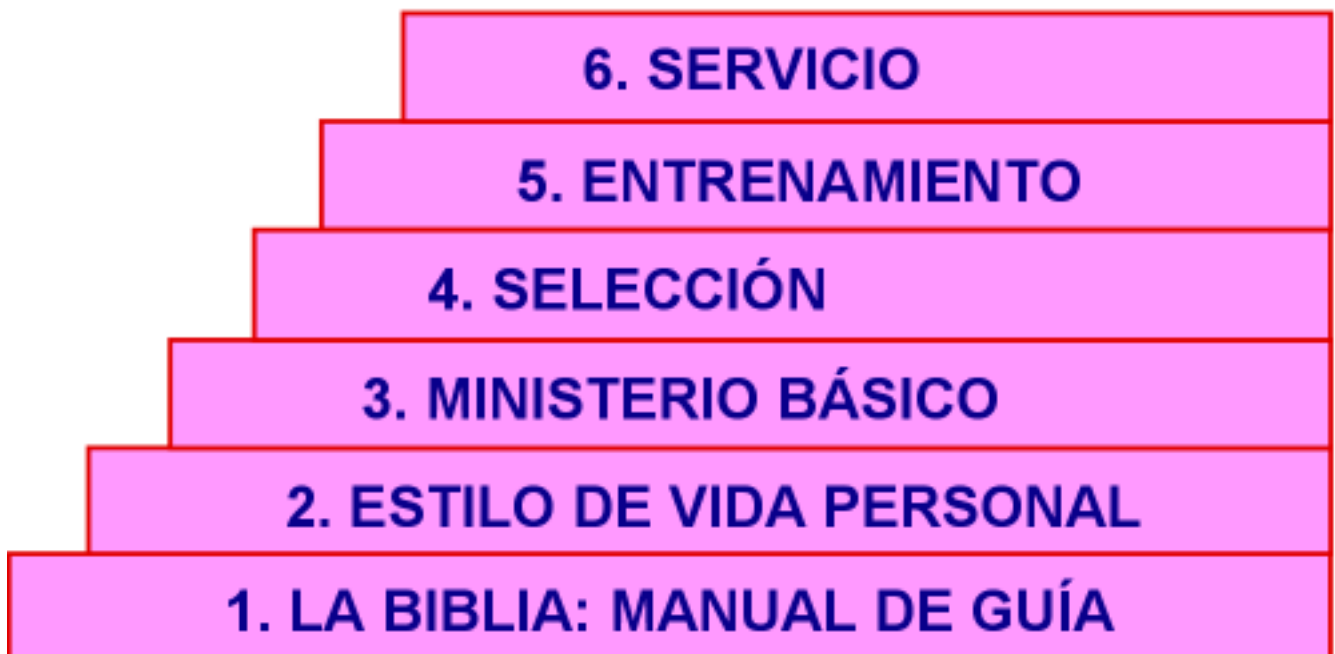 6. SERVICIO
5. ENTRENAMIENTO
4. SELECCIÓN
3. MINISTERIO BÁSICO
2. ESTILO DE VIDA PERSONAL
1. LA BIBLIA: MANUAL DE GUÍA